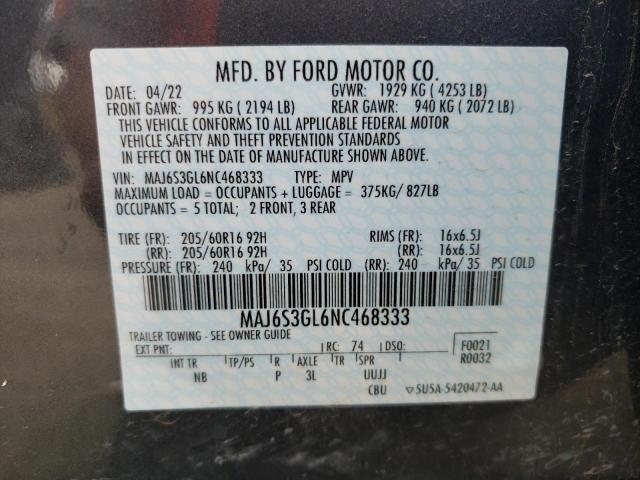 MFD. BY FORD MOTOR CO.
DATE: 04/22 GVWR: 1929 KG ( 4253 LB)
FRONT GAWR: 995 KG ( 2194 LB) REAR GAWR: 940 KG ( 2072 LB)
THIS VEHICLE CONFORMS TO ALL APPLICABLE FEDERAL MOTOR
VEHICLE SAFETY AND THEFT PREVENTION STANDARDS
IN EFFECT ON THE DATE OF MANUFACTURE SHOWN ABOVE.
VIN: MAJ6S3GL6NC468333 TYPE: MPV
MAXIMUM LOAD = OCCUPANTS + LUGGAGE = 375KG/ 827LB
OCCUPANTS = 5 TOTAL; 2 FRONT, 3 REAR
TIRE (FR): 205/60R16 92H RIMS (FR): 16x6.5J
(RR): 205/60R16 92H (RR): 16x6.5J
PRESSURE (FR): 240 kPa/ 35 PSI COLD (RR): 240 kPa/ 35 PSI COLD
MAJ6S3GL6NC468333
TRAILER TOWING - SEE OWNER GUIDE
EXT PNT: RC: 74 DSO: F0021
R0032
INT TR TP/PS R AXLE TR SPR
NB P 3L UUJJ
CBU 5U5A-5420472-AA